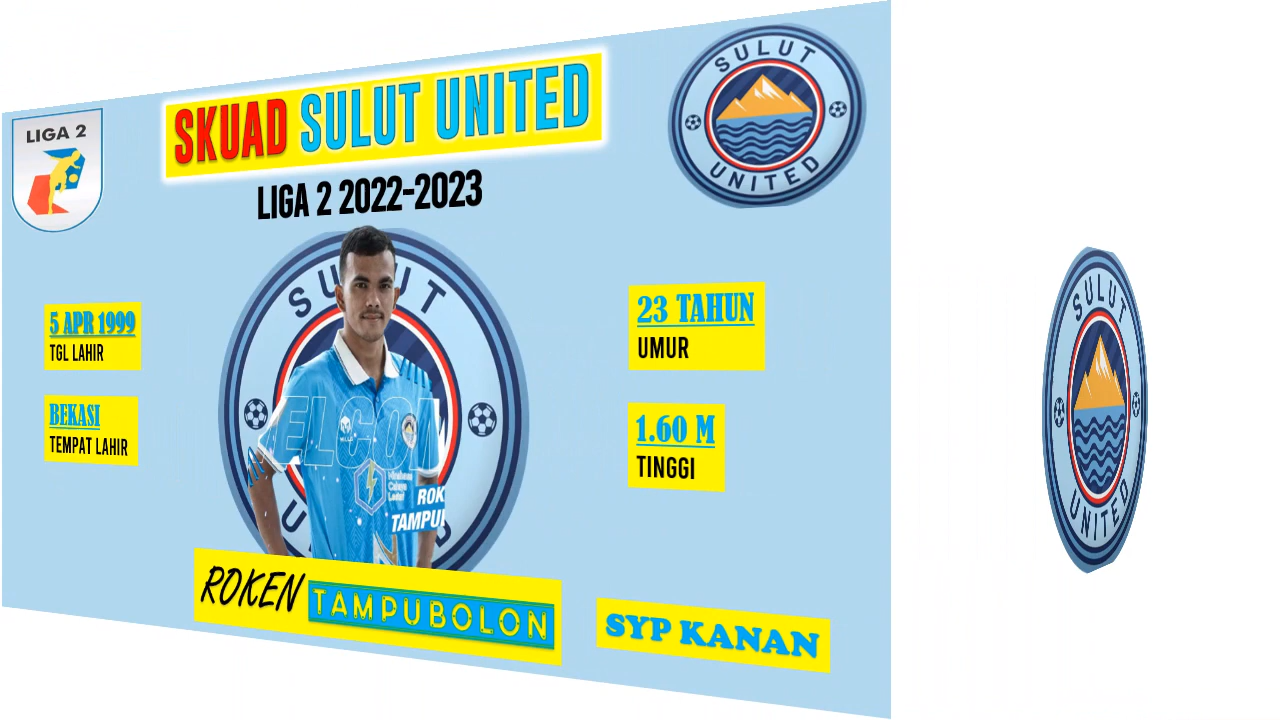 SKUAD SULUT UNITED
LIGA 2 2022-2023
LIGA 2
SULUT
UNITED
SULUT
5 APR 1999
TGL LAHIR
BEKASI
TEMPAT LAHIR
23 TAHUN
UMUR
1.60 M
TINGGI
ROKEN TAMPUBOLON
SYP KANAN
SULUT
UNITED